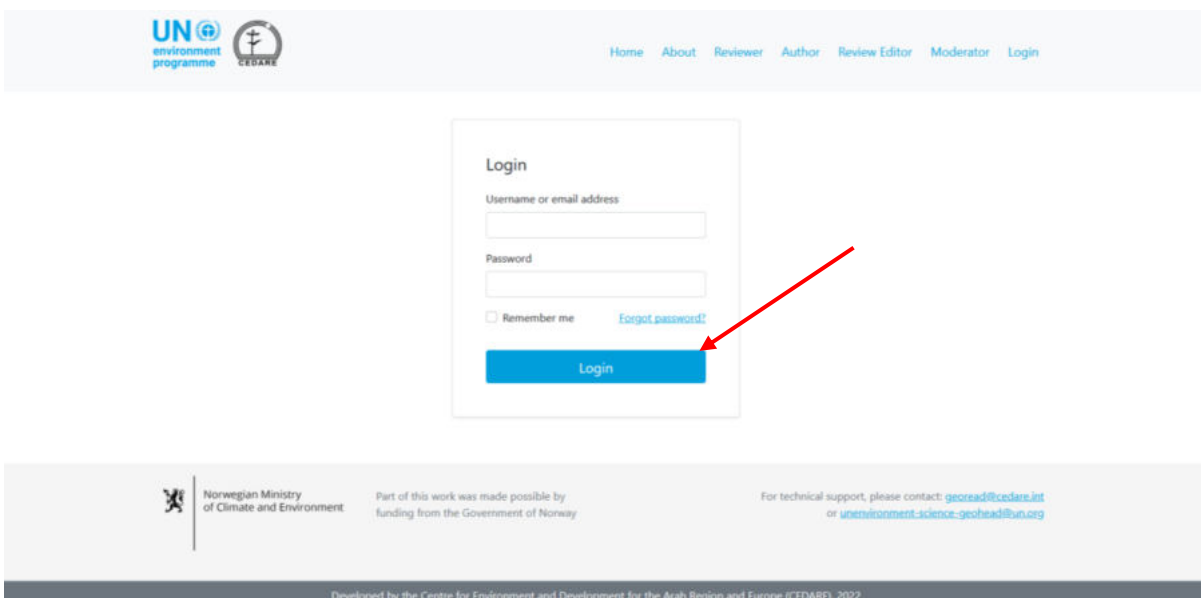 UN
environment
programme
CEDARE
Home About Reviewer Author Review Editor Moderator Login
Login
Username or email address
Password
Remember me Forgot password?
Login
Norwegian Ministry
of Climate and Environment
Part of this work was made possible by
funding from the Government of Norway
For technical support, please contact: georead@cedare.int
or unenvironment-science-geohead@un.org
Developed by the Centre for Environment and Development for the Arab Region and Europe (CEDARE), 2022